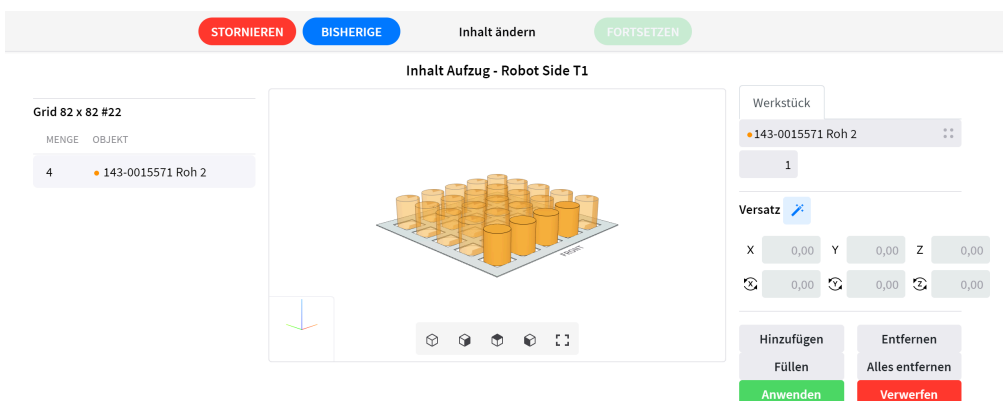 STORNIEREN BISHERIGE Inhalt ändern FORTSETZEN
Inhalt Aufzug - Robot Side T1
Grid 82 x 82 #22
MENGE OBJEKT
4 143-0015571 Roh 2
FRONT
Werkstück
143-0015571 Roh 2
1
Versatz
X 0,00 Y 0,00 Z 0,00
X 0,00 Y 0,00 Z 0,00
Hinzufügen Entfernen
Füllen Alles entfernen
Anwenden Verwerfen